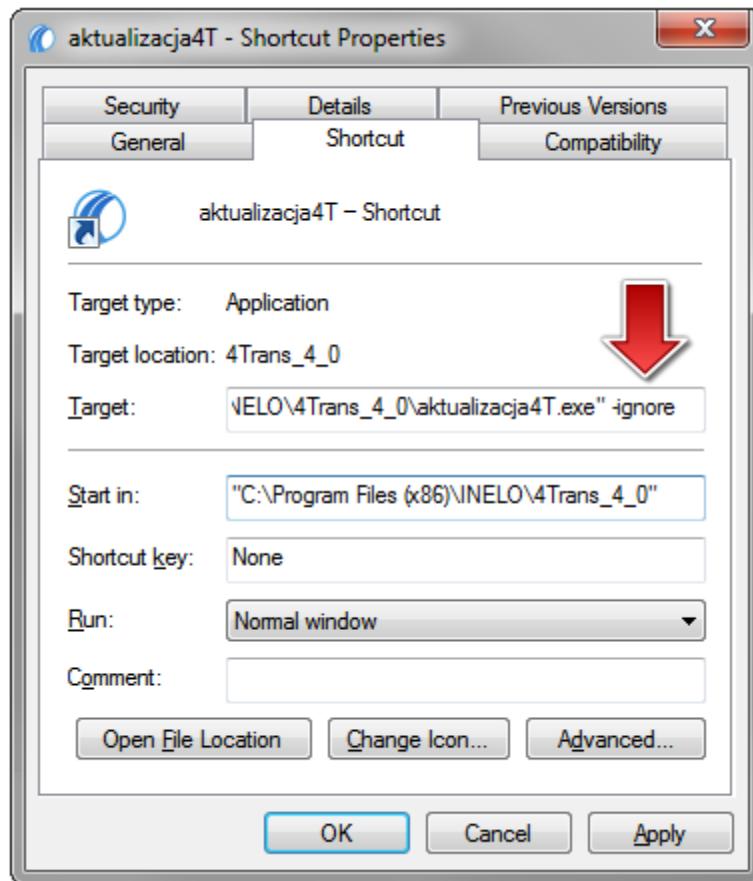 aktualizacja4T - Shortcut Properties
Security Details Previous Versions
General Shortcut Compatibility
aktualizacja4T – Shortcut
Target type: Application
Target location: 4Trans_4_0
Target: NELO\4Trans_4_0\aktualizacja4T.exe" -ignore
Start in: "C:\Program Files (x86)\INELO\4Trans_4_0"
Shortcut key: None
Run: Normal window
Comment:
Open File Location Change Icon... Advanced...
OK Cancel Apply